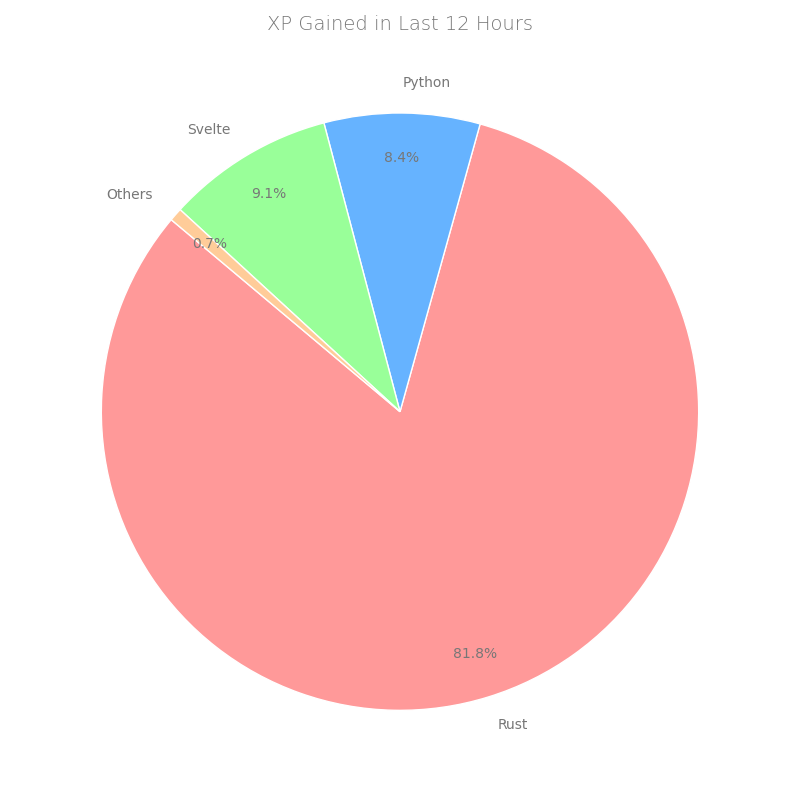 XP Gained in Last 12 Hours
Python
Svelte
8.4%
9.1%
Others
0.7%
81.8%
Rust